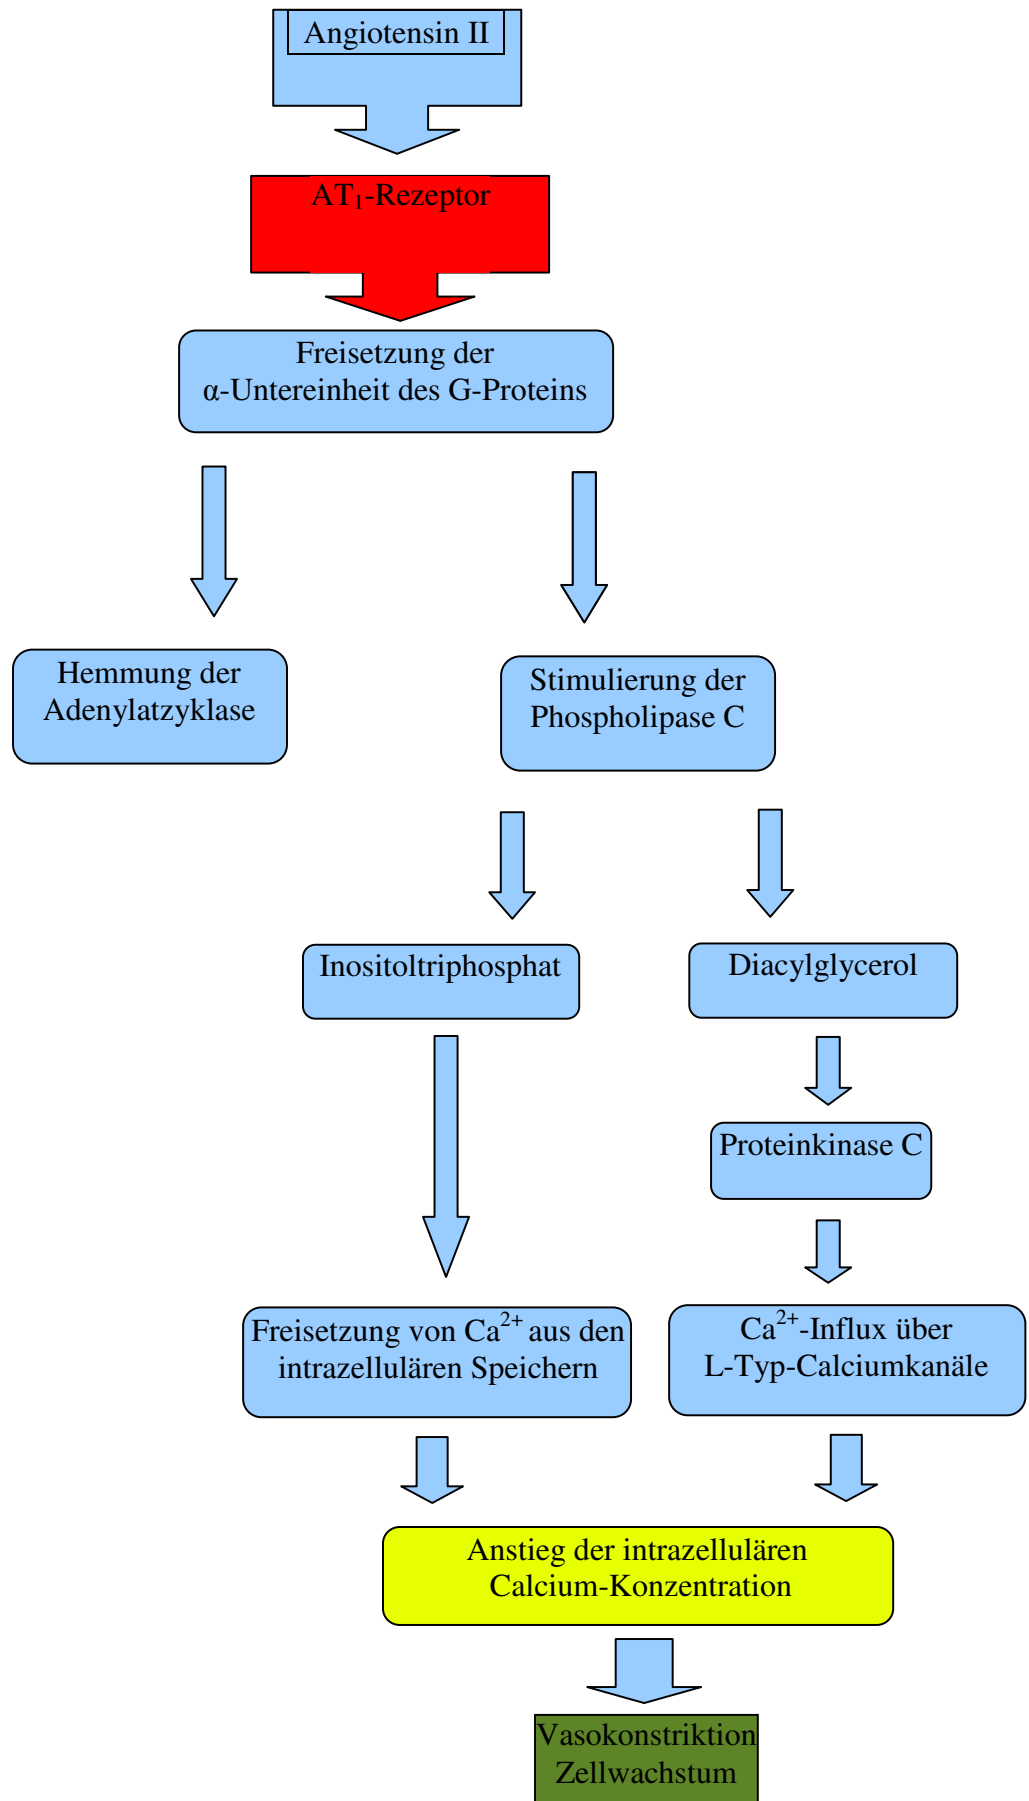 Angiotensin II
AT₁-Rezeptor
Freisetzung der
α-Untereinheit des G-Proteins
Hemmung der
Adenylatzyklase
Stimulierung der
Phospholipase C
Inositoltriphosphat
Diacylglycerol
Proteinkinase C
Freisetzung von Ca²⁺ aus den
intrazellulären Speichern
Ca²⁺-Influx über
L-Typ-Calciumkanäle
Anstieg der intrazellulären
Calcium-Konzentration
Vasokonstriktion
Zellwachstum